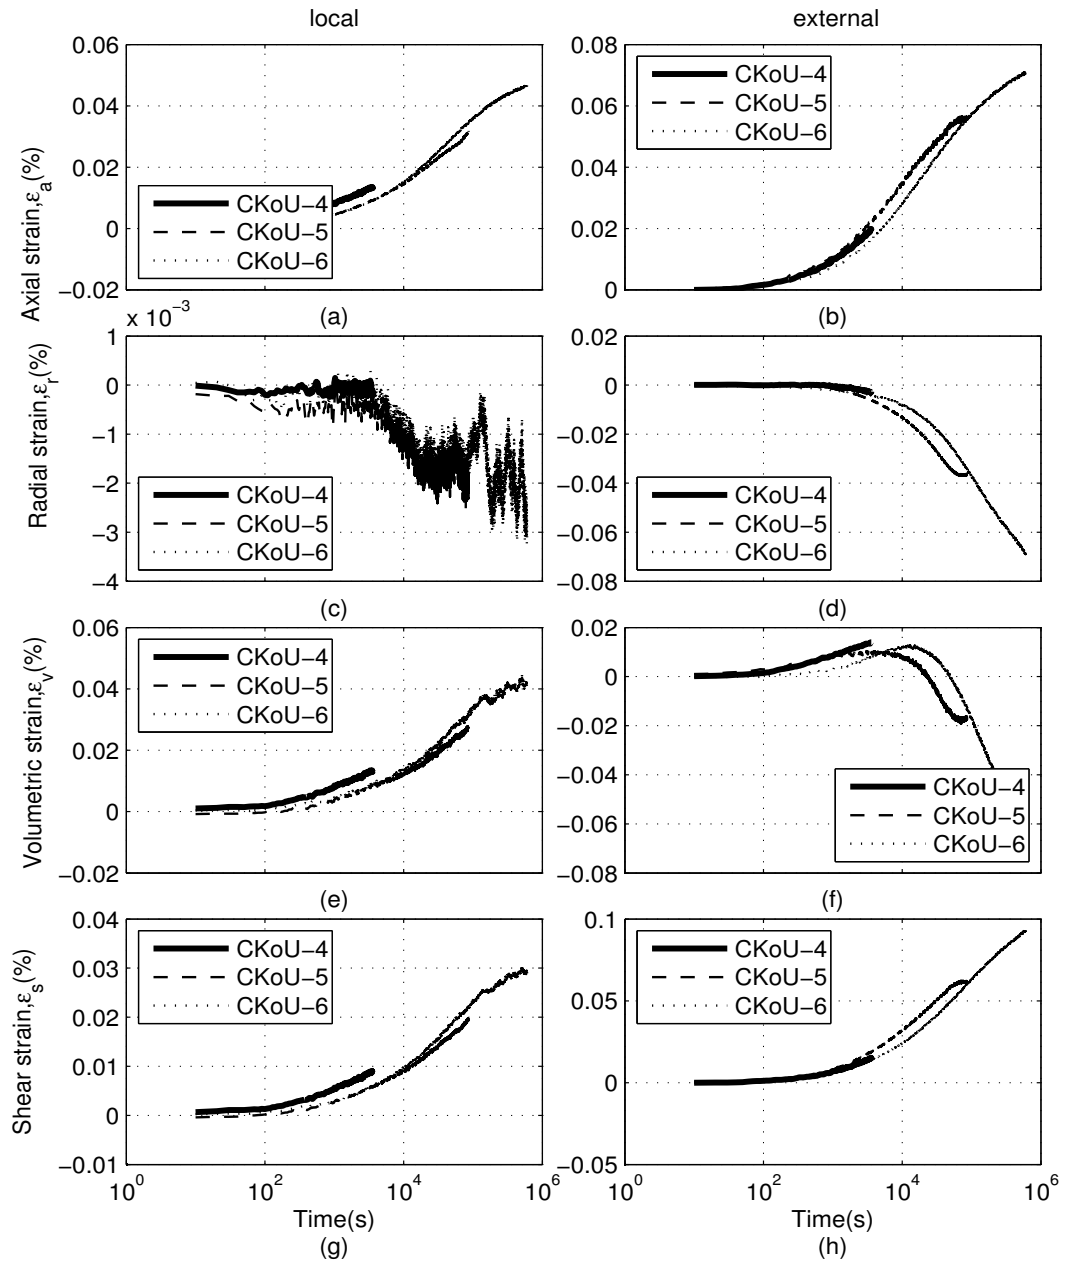 local
external
Axial strain,εa(%)
0.06
0.04
0.02
0
−0.02
CKoU−4
CKoU−5
CKoU−6
(a)
0.08
0.06
0.04
0.02
0
CKoU−4
CKoU−5
CKoU−6
(b)
x 10−3
Radial strain,εr(%)
1
0
−1
−2
−3
−4
CKoU−4
CKoU−5
CKoU−6
(c)
0.02
0
−0.02
−0.04
−0.06
−0.08
CKoU−4
CKoU−5
CKoU−6
(d)
Volumetric strain,εv(%)
0.06
0.04
0.02
0
−0.02
CKoU−4
CKoU−5
CKoU−6
(e)
0.02
0
−0.02
−0.04
−0.06
−0.08
CKoU−4
CKoU−5
CKoU−6
(f)
Shear strain,εs(%)
0.04
0.03
0.02
0.01
0
−0.01
CKoU−4
CKoU−5
CKoU−6
10^0 10^2 10^4 10^6
Time(s)
(g)
0.1
0.05
0
−0.05
CKoU−4
CKoU−5
CKoU−6
10^0 10^2 10^4 10^6
Time(s)
(h)